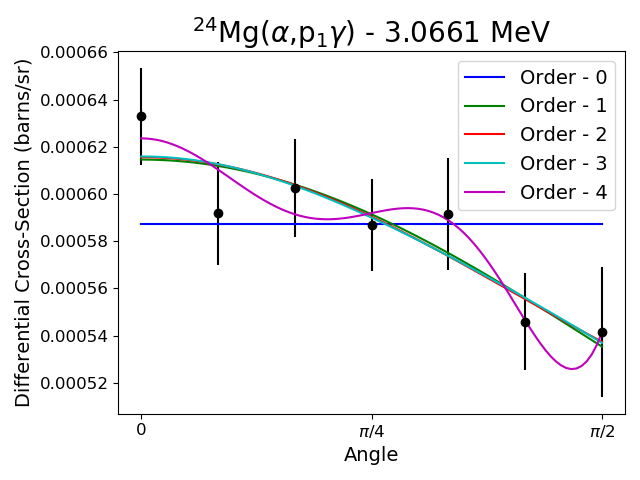 ²⁴Mg(α,p₁γ) - 3.0661 MeV
Differential Cross-Section (barns/sr)
0.00066
0.00064
0.00062
0.00060
0.00058
0.00056
0.00054
0.00052
Order - 0
Order - 1
Order - 2
Order - 3
Order - 4
0 π/4 π/2
Angle